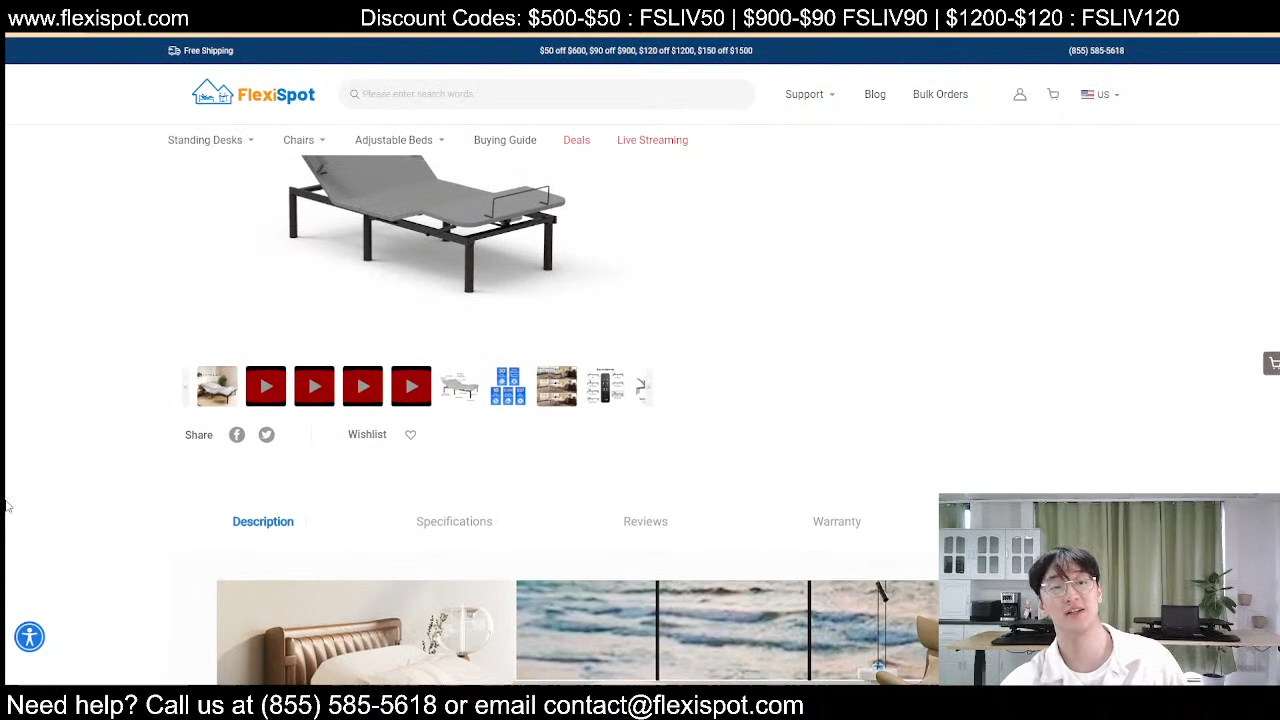 www.flexispot.com
Discount Codes: $500-$50 : FSLIV50 | $900-$90 FSLIV90 | $1200-$120 : FSLIV120
Free Shipping
$50 off $600, $90 off $900, $120 off $1200, $150 off $1500
(855) 585-5618
FlexiSpot
Please enter search words
Support
Blog
Bulk Orders
US
Standing Desks
Chairs
Adjustable Beds
Buying Guide
Deals
Live Streaming
Share
Wishlist
Description
Specifications
Reviews
Warranty
Need help? Call us at (855) 585-5618 or email contact@flexispot.com